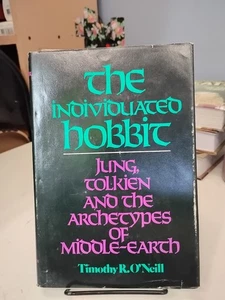 the
individuated
hobbit
Jung,
Tolkien
and the
Archetypes
of
Middle-Earth
Timothy R. O'Neill